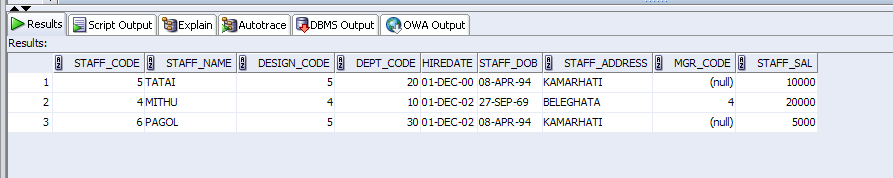 Results Script Output Explain Autotrace DBMS Output OWA Output
Results:
STAFF_CODE STAFF_NAME DESIGN_CODE DEPT_CODE HIREDATE STAFF_DOB STAFF_ADDRESS MGR_CODE STAFF_SAL
1 5 TATAI 5 20 01-DEC-00 08-APR-94 KAMARHATI (null) 10000
2 4 MITHU 4 10 01-DEC-02 27-SEP-69 BELEGHATA 4 20000
3 6 PAGOL 5 30 01-DEC-02 08-APR-94 KAMARHATI (null) 5000